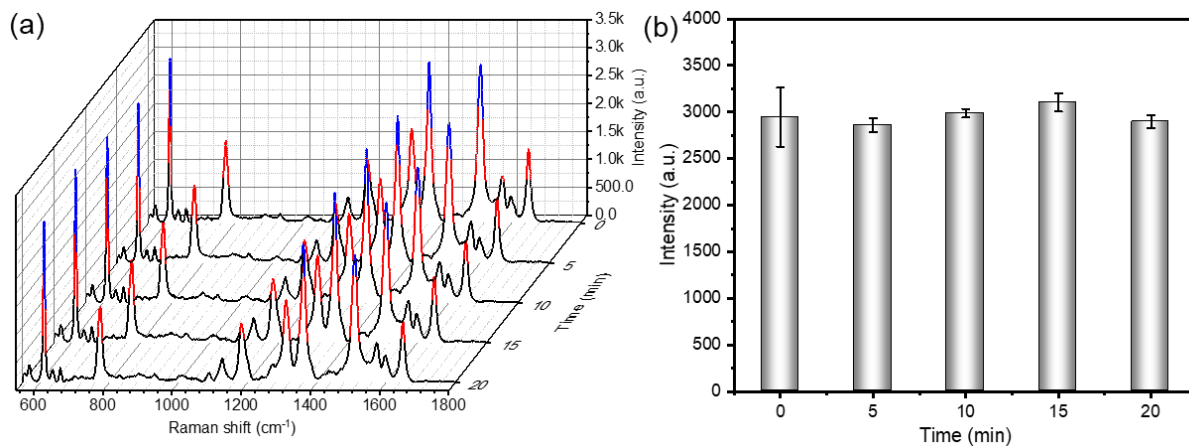 (a)
3.5k
3.0k
2.5k
2.0k
1.5k
1.0k
500.0
0.0
Intensity (a.u.)
0
5
10
15
20
Time (min)
600 800 1000 1200 1400 1600 1800
Raman shift (cm⁻¹)
(b)
4000
3500
3000
2500
2000
1500
1000
500
0
Intensity (a.u.)
0 5 10 15 20
Time (min)